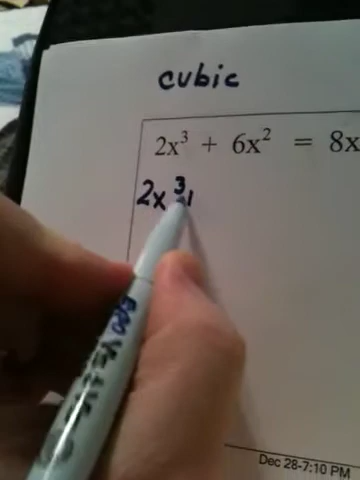 cubic
2x³ + 6x² = 8x
2x³
Dec 28-7:10 PM